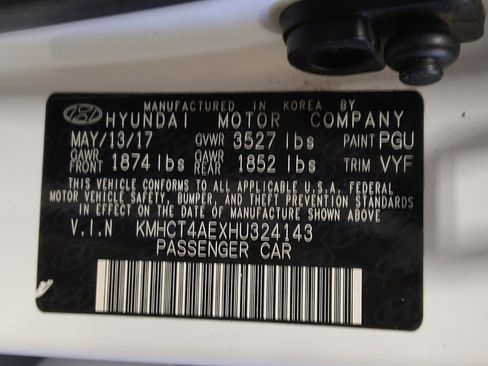 MANUFACTURED IN KOREA BY
HYUNDAI MOTOR COMPANY
MAY/13/17 GVWR 3527 lbs PAINT PGU
GAWR FRONT 1874 lbs GAWR REAR 1852 lbs TRIM VYF
THIS VEHICLE CONFORMS TO ALL APPLICABLE U.S.A. FEDERAL
MOTOR VEHICLE SAFETY, BUMPER, AND THEFT PREVENTION STANDARDS
IN EFFECT ON THE DATE OF MANUFACTURE SHOWN ABOVE
V.I.N KMHCT4AEXHU324143
PASSENGER CAR